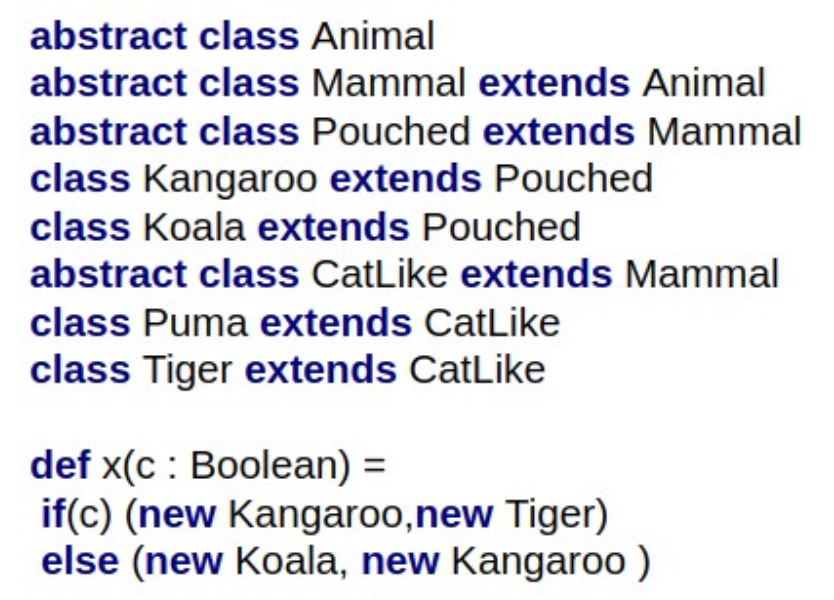 abstract class Animal
abstract class Mammal extends Animal
abstract class Pouched extends Mammal
class Kangaroo extends Pouched
class Koala extends Pouched
abstract class CatLike extends Mammal
class Puma extends CatLike
class Tiger extends CatLike

def x(c : Boolean) =
if(c) (new Kangaroo,new Tiger)
else (new Koala, new Kangaroo )